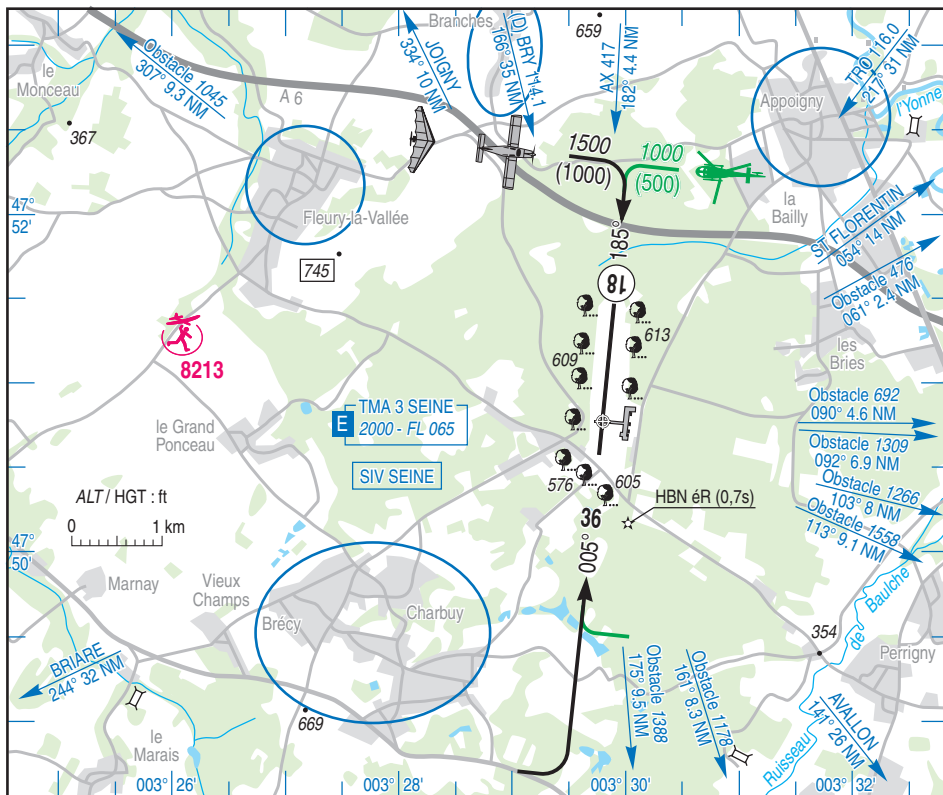 Branches
659
le
Monceau
Obstacle 1045
307° 9.3 NM
A 6
JOIGNY
334° 10 NM
(D) BRY 114.1
166° 35 NM
AX 417
182° 4.4 NM
TRO 116.0
217° 31 NM
Appoigny
l'Yonne
367
1500
(1000)
1000
(500)
la
Bailly
47°
52'
Fleury-la-Vallée
ST FLORENTIN
054° 14 NM
185°
745
18
Obstacle 476
061° 2.4 NM
609
613
les
Bries
8213
E
TMA 3 SEINE
2000 - FL 065
SIV SEINE
le Grand
Ponceau
Obstacle 692
090° 4.6 NM
Obstacle 1309
092° 6.9 NM
Obstacle 1266
103° 8 NM
Obstacle 1558
113° 9.1 NM
576
605
HBN éR (0,7s)
ALT / HGT : ft
0
1 km
36
005°
47°
50'
Marnay
Vieux
Champs
Brécy
Charbuy
Baulche
de
Ruisseau
354
Perrigny
BRIARE
244° 32 NM
Obstacle 1388
175° 9.5 NM
Obstacle 1178
161° 8.3 NM
AVALLON
141° 26 NM
669
le
Marais
003° 26'
003° 28'
003° 30'
003° 32'